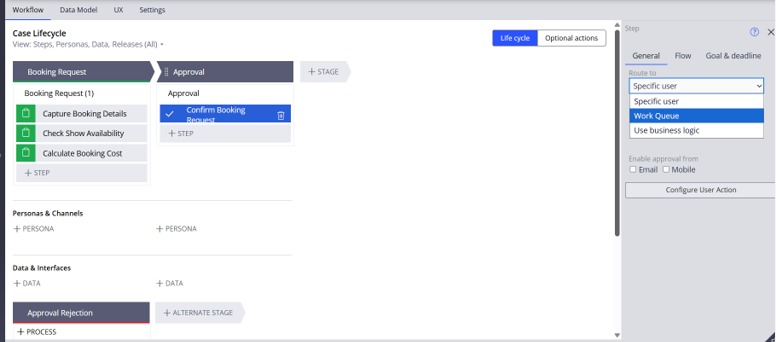 Workflow Data Model UX Settings
Case Lifecycle
View: Steps, Personas, Data, Releases (All)
Life cycle Optional actions
Booking Request Approval + STAGE
Booking Request (1) Approval
Capture Booking Details
Confirm Booking
Request
Check Show Availability
+ STEP
Calculate Booking Cost
+ STEP
Personas & Channels
+ PERSONA + PERSONA
Data & Interfaces
+ DATA + DATA
Approval Rejection + ALTERNATE STAGE
+ PROCESS
Step
?
General Flow Goal & deadline
Route to
Specific user
Specific user
Work Queue
Use business logic
Enable approval from
Email Mobile
Configure User Action